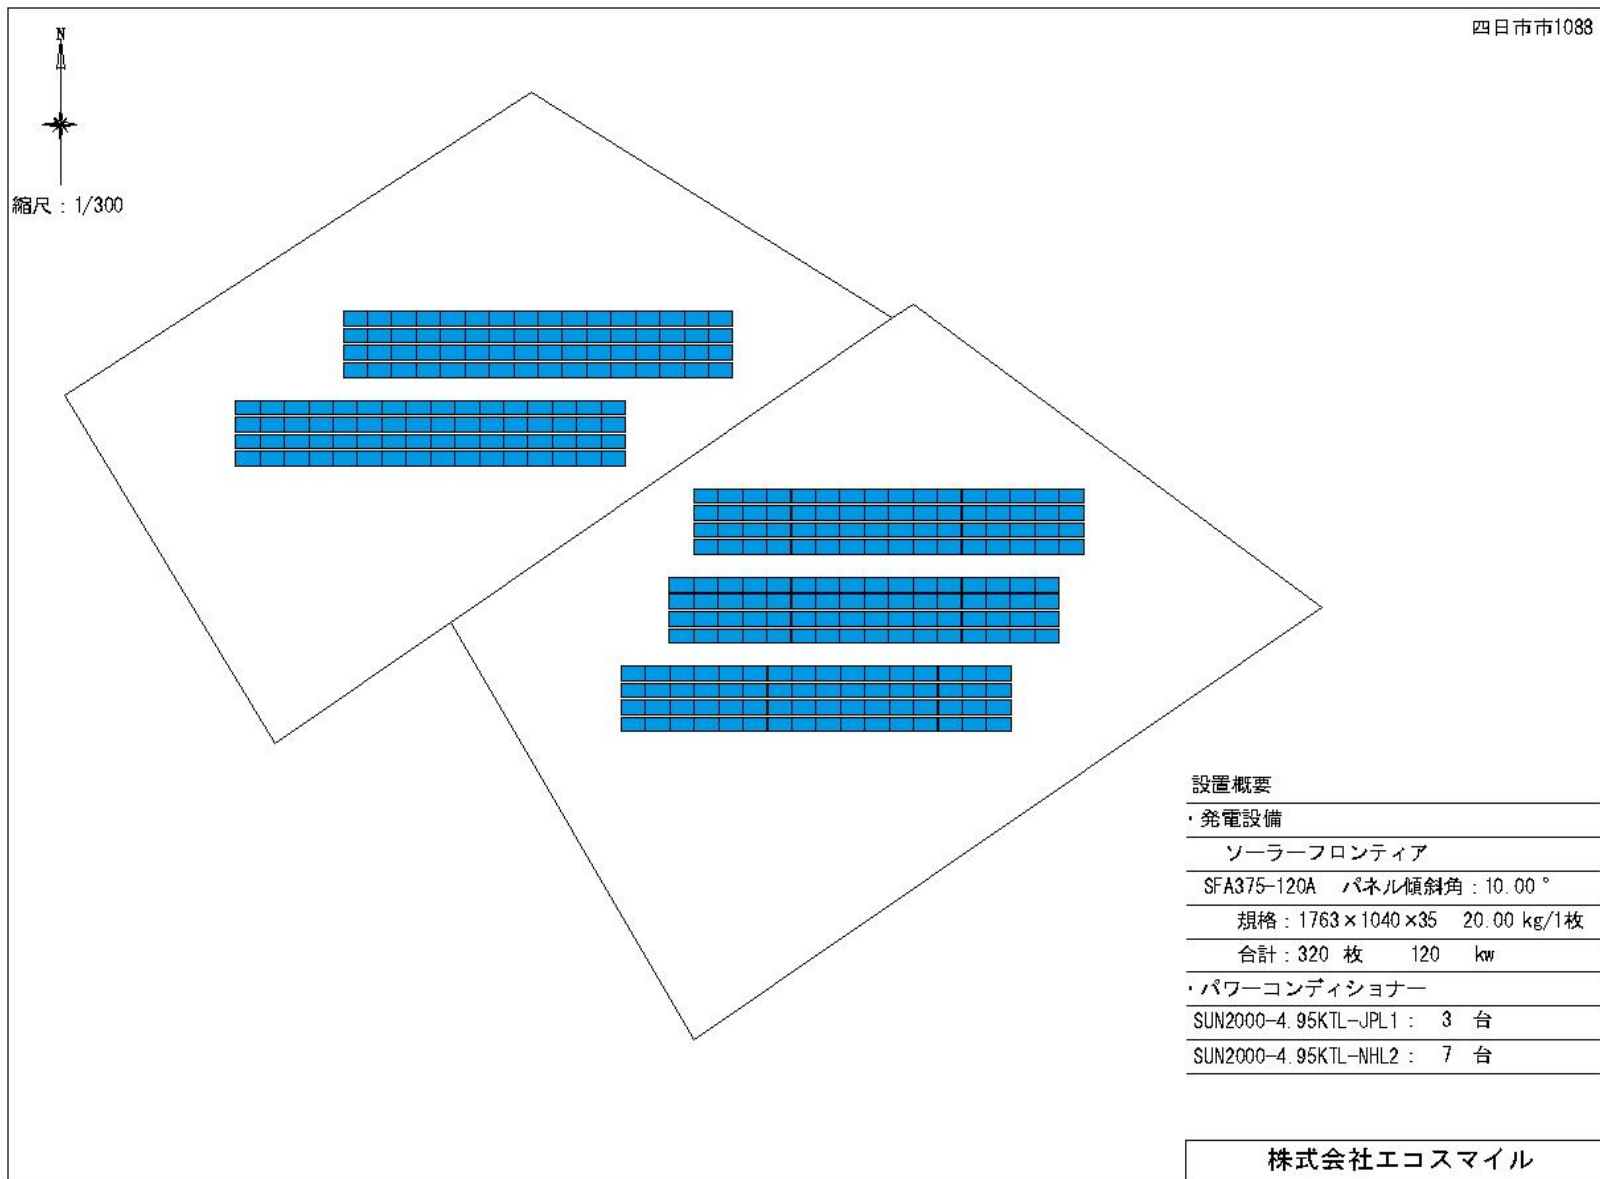 四日市市1088
N
縮尺：1/300
設置概要
・発電設備
ソーラーフロンティア
SFA375-120A パネル傾斜角：10.00°
規格：1763×1040×35 20.00 kg/1枚
合計：320 枚 120 kw
・パワーコンディショナー
SUN2000-4.95KTL-JPL1： 3 台
SUN2000-4.95KTL-NHL2： 7 台
株式会社エコスマイル